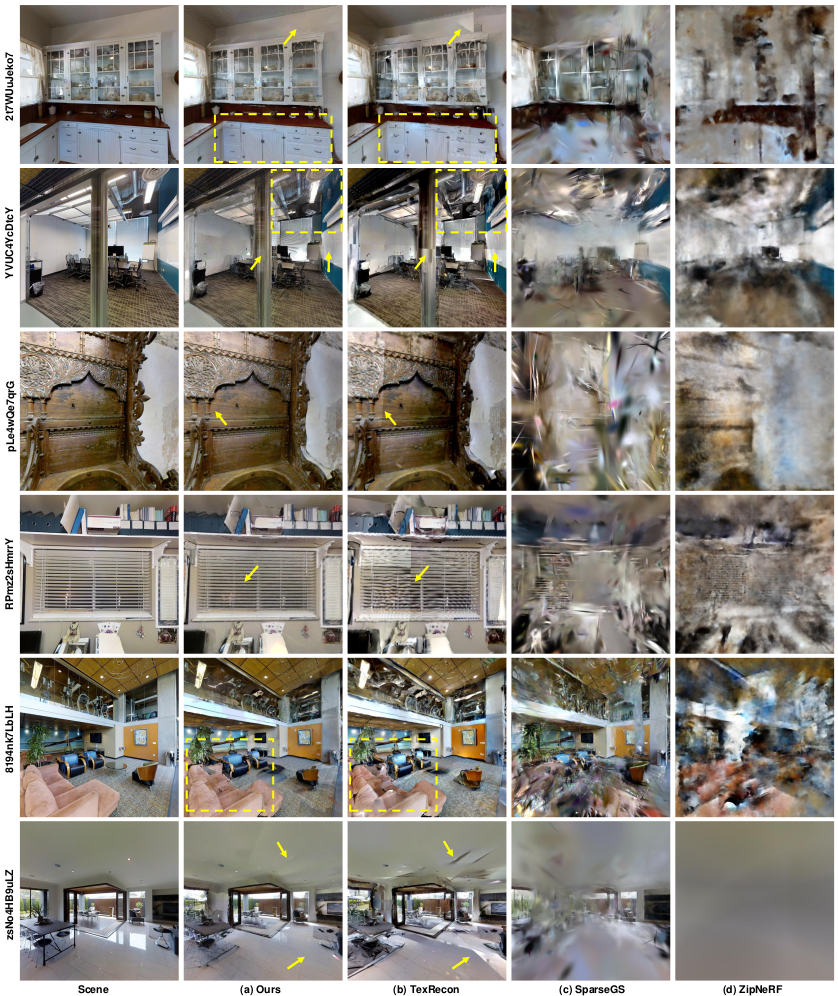 2t7WUuJeko7
YVUC4YcDtcY
pLe4wQe7qrG
RPmz2sHmrrY
8194nk7LbLH
zsNo4HB9uLZ
Scene
(a) Ours
(b) TexRecon
(c) SparseGS
(d) ZipNeRF